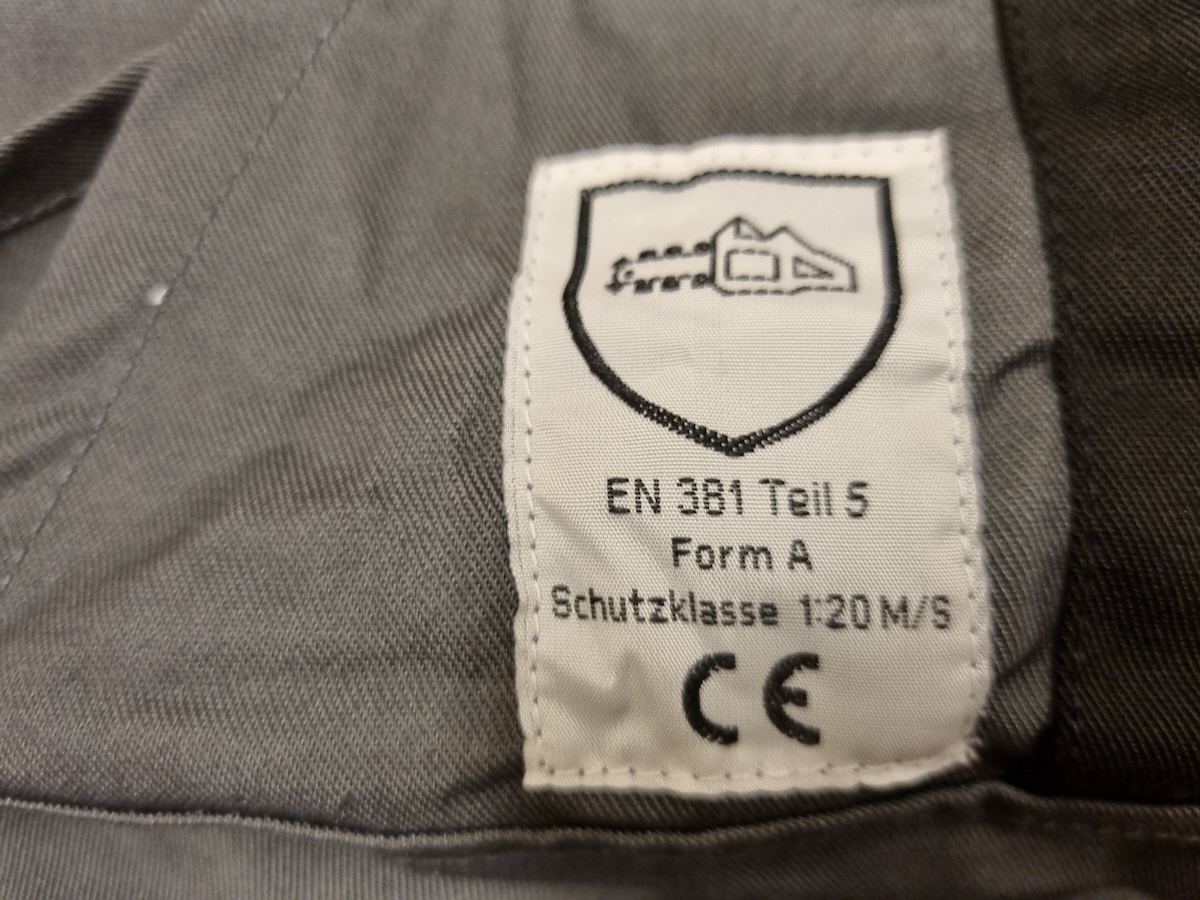 EN 381 Teil 5
Form A
Schutzklasse 1:20 M/S
CE